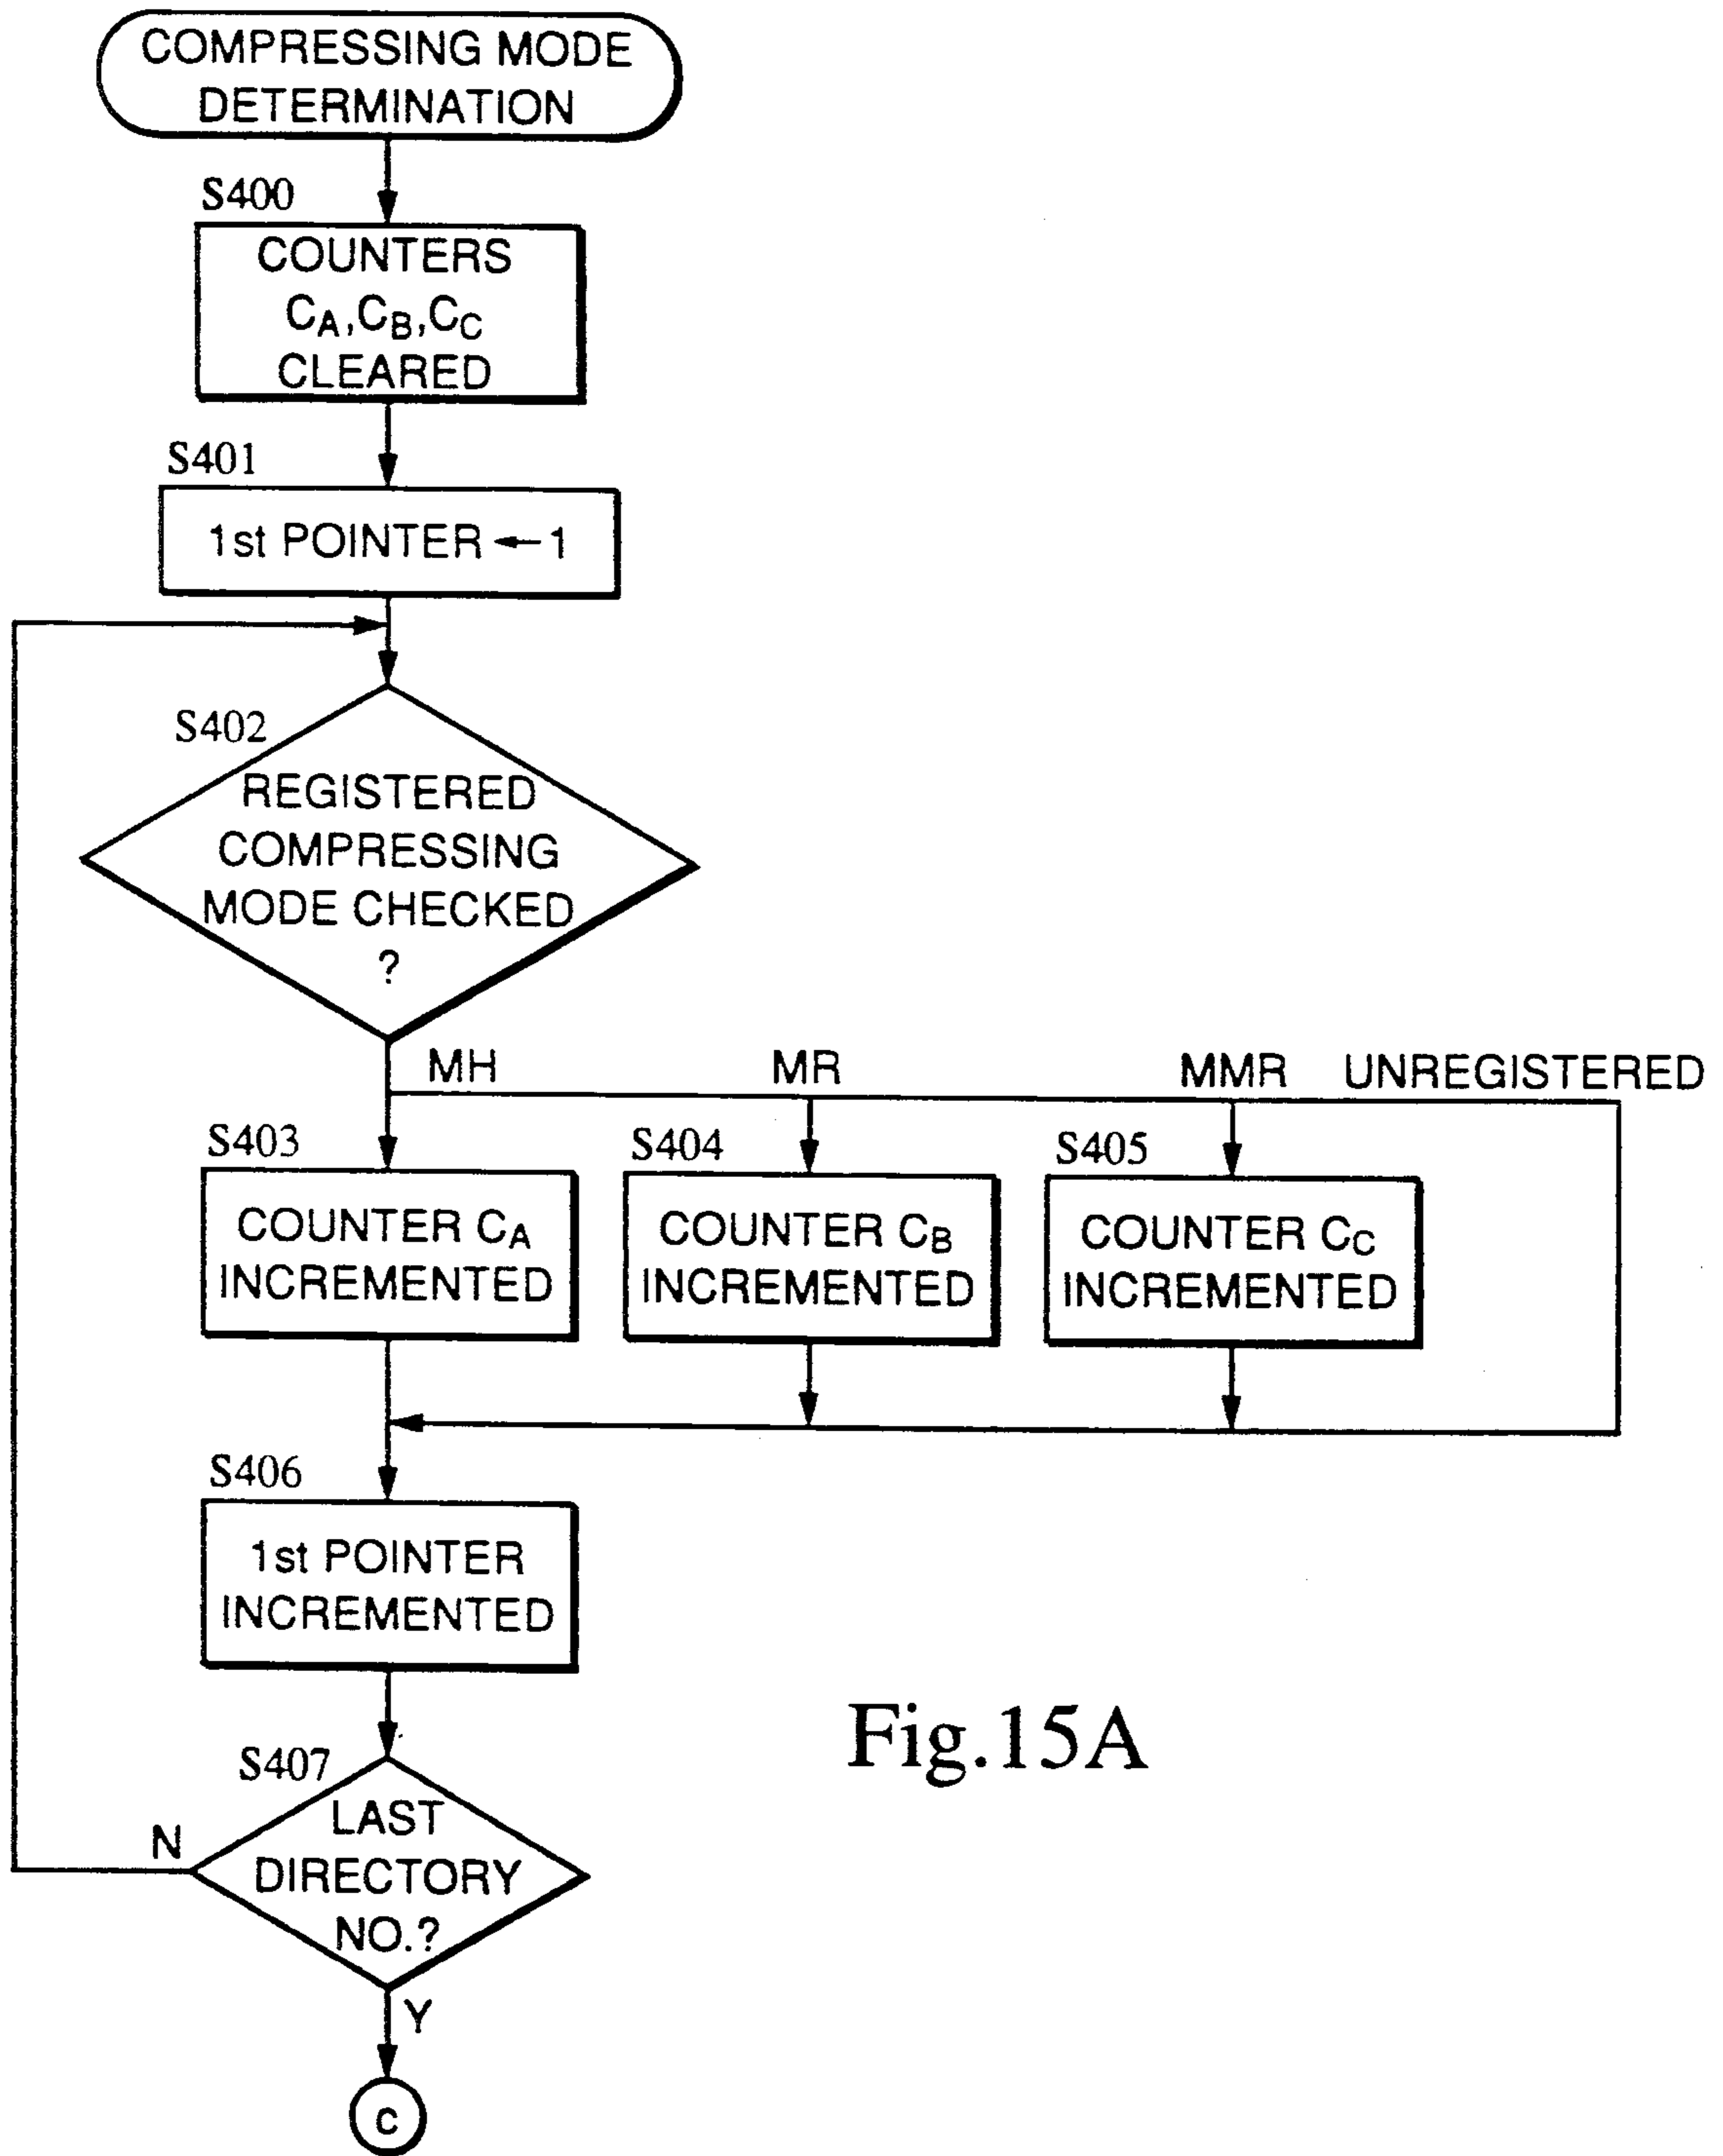 COMPRESSING MODE
DETERMINATION
S400
COUNTERS
CA,CB,CC
CLEARED
S401
1st POINTER ←1
S402
REGISTERED
COMPRESSING
MODE CHECKED
?
MH
MR
MMR
UNREGISTERED
S403
COUNTER CA
INCREMENTED
S404
COUNTER CB
INCREMENTED
S405
COUNTER CC
INCREMENTED
S406
1st POINTER
INCREMENTED
S407
LAST
DIRECTORY
NO.?
N
Y
c
Fig.15A